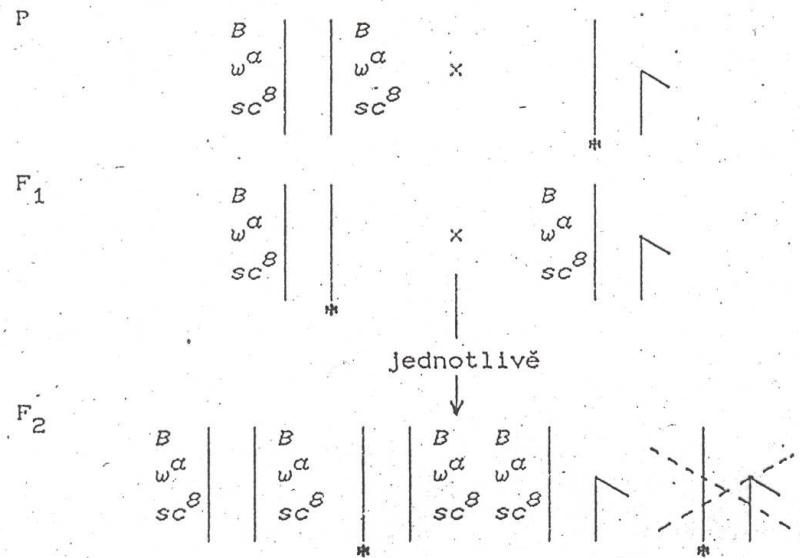 P
B B
ω^α ω^α ×
sc^8 sc^8
*
F1
B B
ω^α × ω^α
sc^8 sc^8
*
jednotlivě
F2
B B B B
ω^α ω^α ω^α ω^α
sc^8 sc^8 sc^8 sc^8
* *